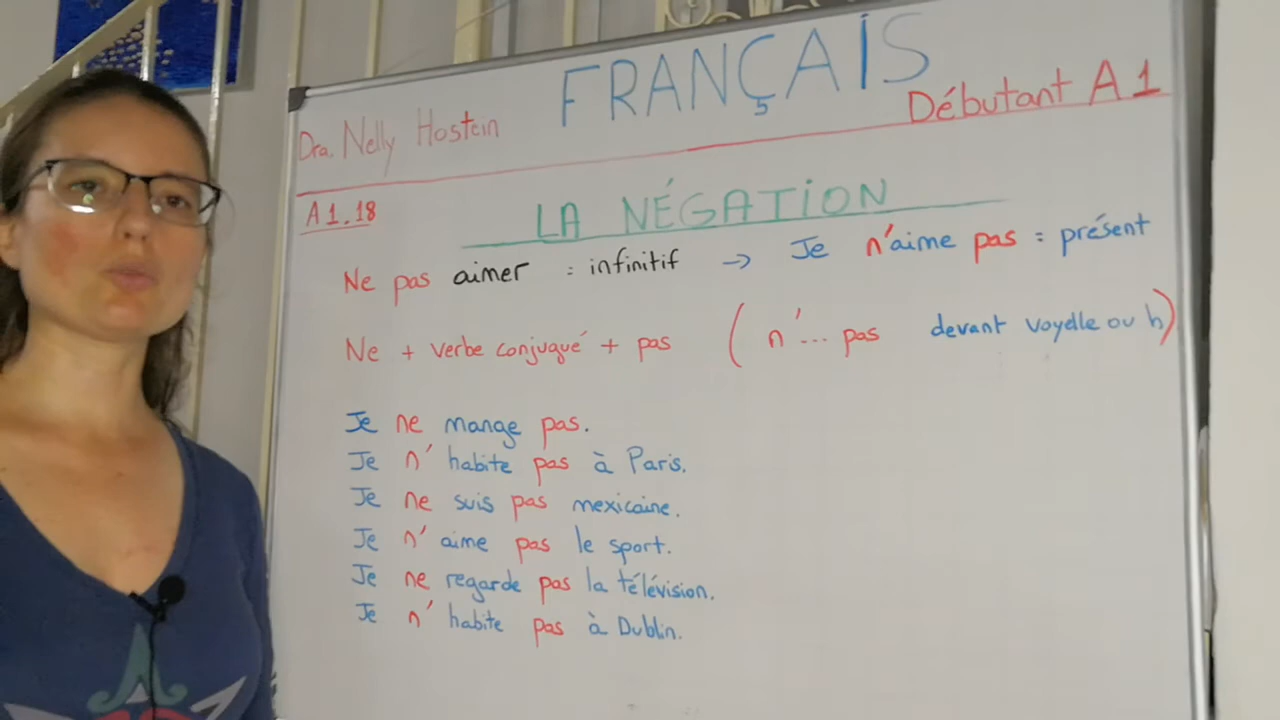 FRANÇAIS
Dra. Nelly Hostein
Débutant A1
A1.18
LA NÉGATION
Ne pas aimer = infinitif → Je n'aime pas = présent
Ne + verbe conjugué + pas ( n'... pas devant voyelle ou h)
Je ne mange pas.
Je n'habite pas à Paris.
Je ne suis pas mexicaine.
Je n'aime pas le sport.
Je ne regarde pas la télévision.
Je n'habite pas à Dublin.